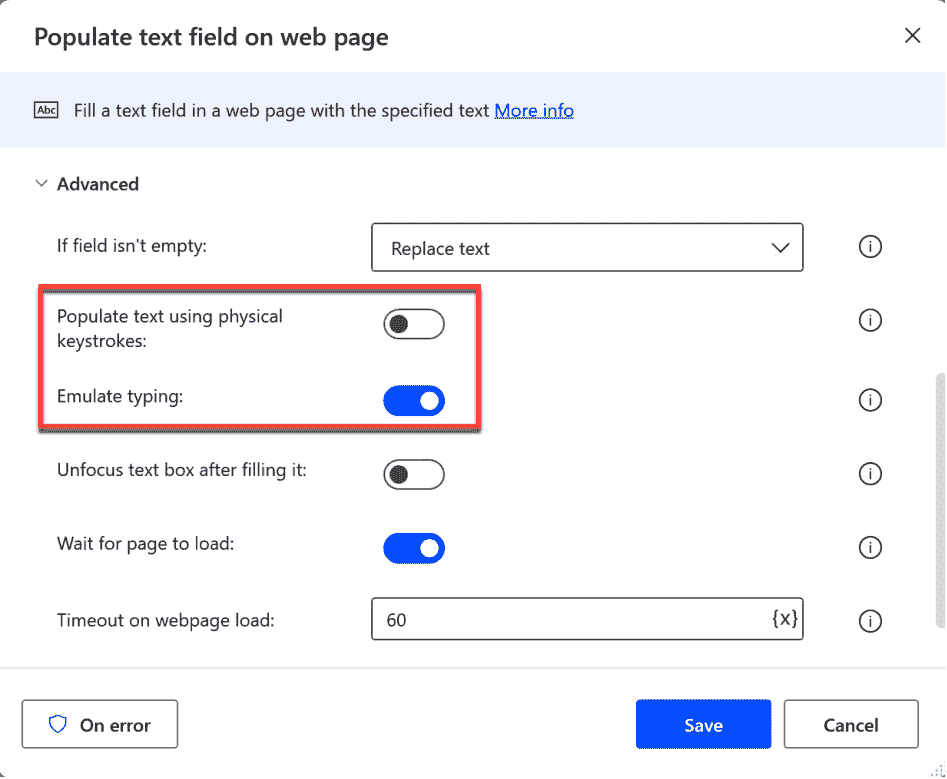 Populate text field on web page
Abc Fill a text field in a web page with the specified text More info
Advanced
If field isn't empty: Replace text
Populate text using physical
keystrokes:
Emulate typing:
Unfocus text box after filling it:
Wait for page to load:
Timeout on webpage load: 60 {x}
On error Save Cancel